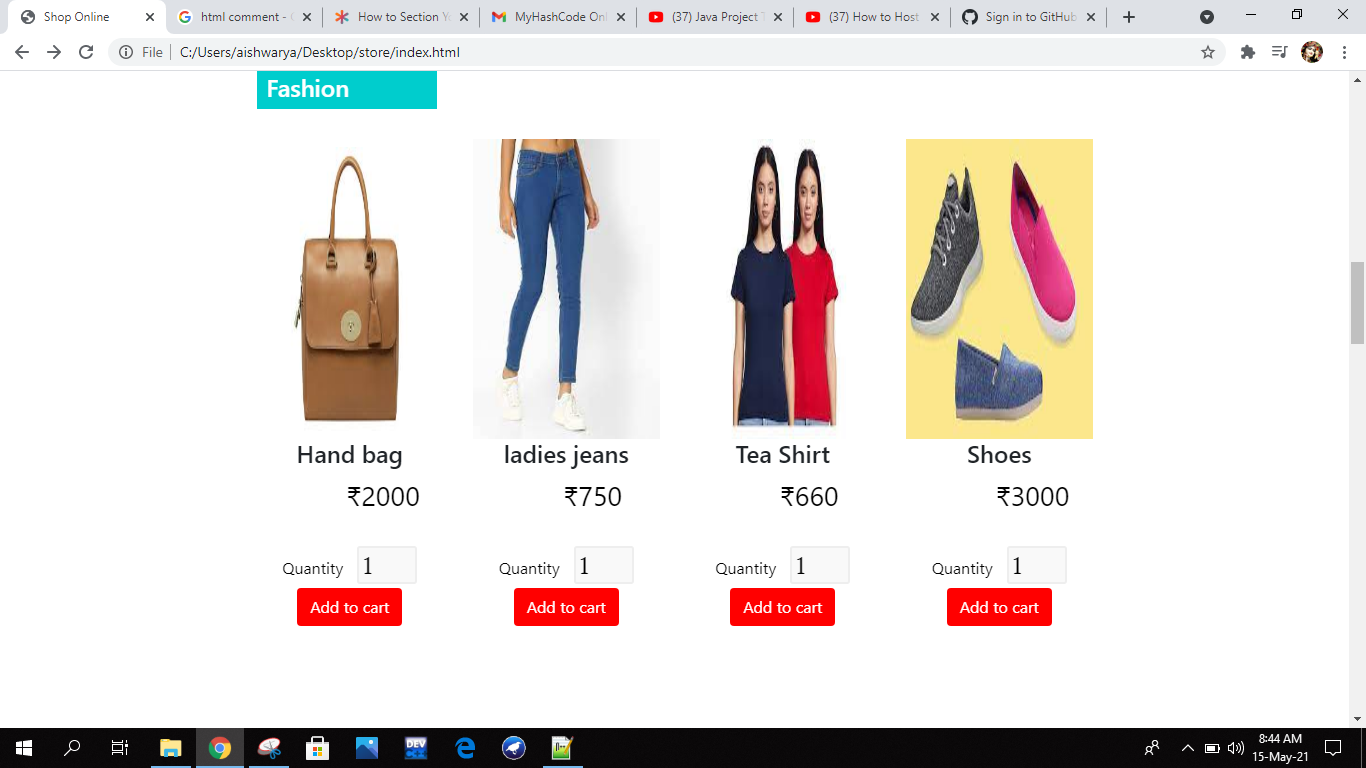 Shop Online
html comment - 
How to Section 
MyHashCode Onl
(37) Java Project T
(37) How to Host
Sign in to GitHub
File
C:/Users/aishwarya/Desktop/store/index.html
Fashion
Hand bag
ladies jeans
Tea Shirt
Shoes
₹2000
₹750
₹660
₹3000
Quantity 1
Quantity 1
Quantity 1
Quantity 1
Add to cart
Add to cart
Add to cart
Add to cart
DEV
C++
8:44 AM
15-May-21